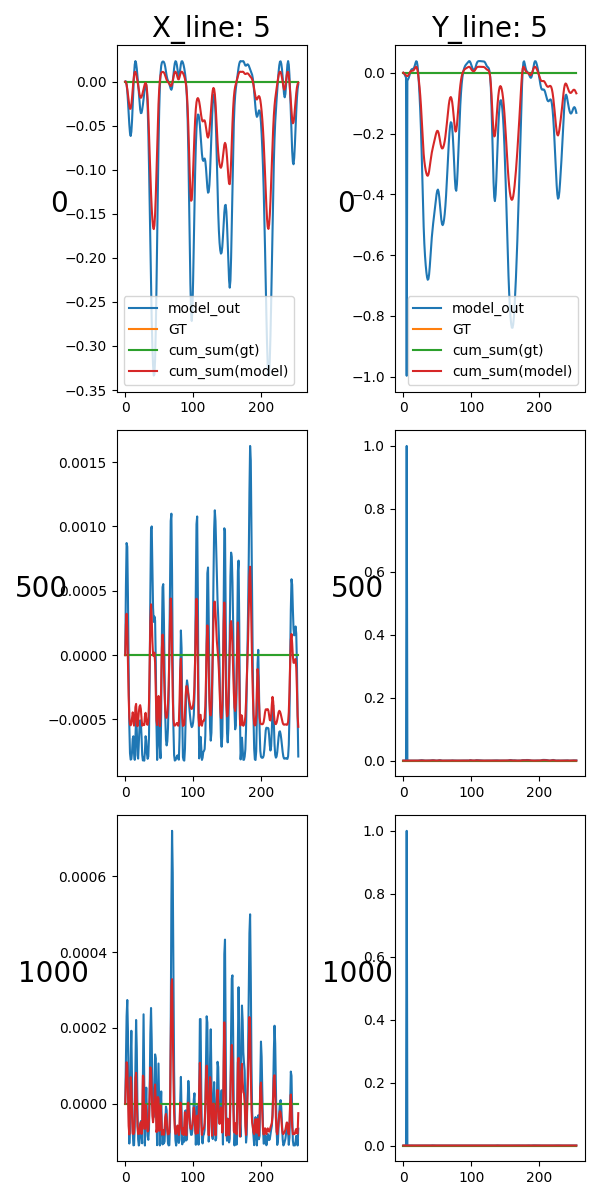 X_line: 5
Y_line: 5
0
0.00
−0.05
−0.10
−0.15
−0.20
−0.25
−0.30
−0.35
0 100 200
model_out
GT
cum_sum(gt)
cum_sum(model)
0
0.0
−0.2
−0.4
−0.6
−0.8
−1.0
0 100 200
model_out
GT
cum_sum(gt)
cum_sum(model)
500
0.0015
0.0010
0.0005
0.0000
−0.0005
0 100 200
500
1.0
0.8
0.6
0.4
0.2
0.0
0 100 200
1000
0.0006
0.0004
0.0002
0.0000
0 100 200
1000
1.0
0.8
0.6
0.4
0.2
0.0
0 100 200